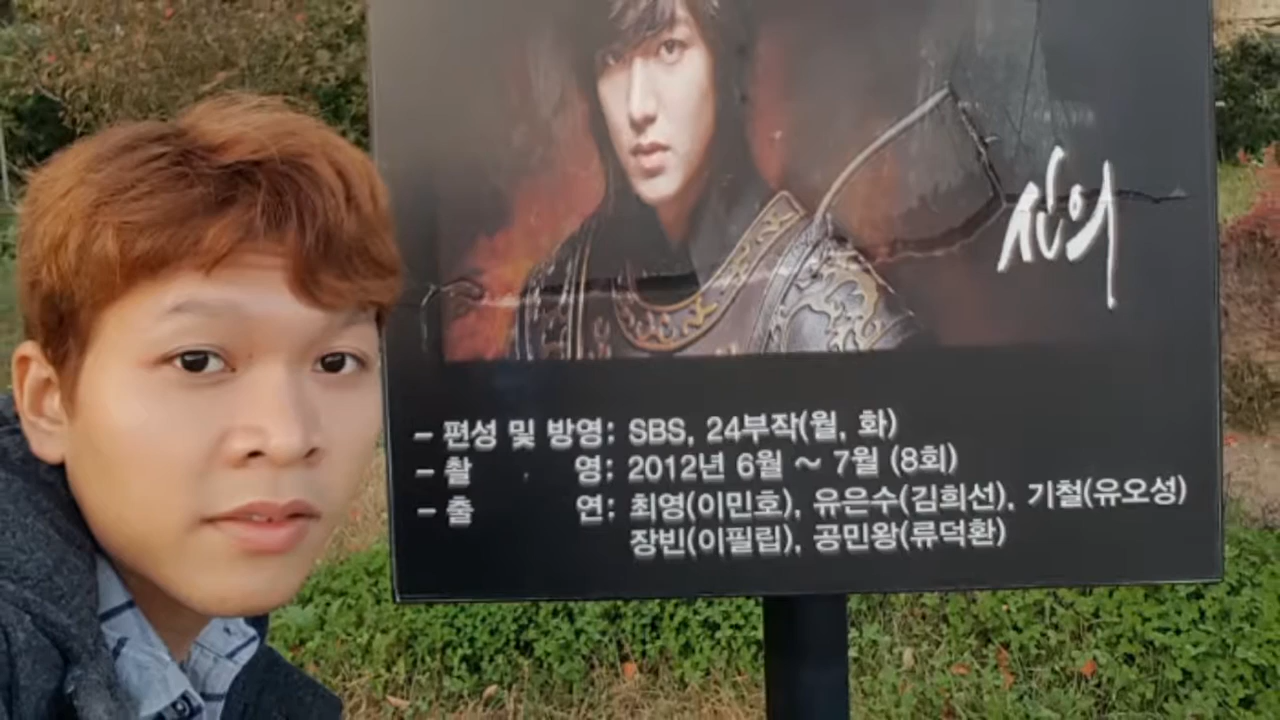 신의
- 편성 및 방영: SBS, 24부작(월, 화)
- 촬 영: 2012년 6월 ~ 7월 (8회)
- 출 연: 최영(이민호), 유은수(김희선), 기철(유오성)
장빈(이필립), 공민왕(류덕환)